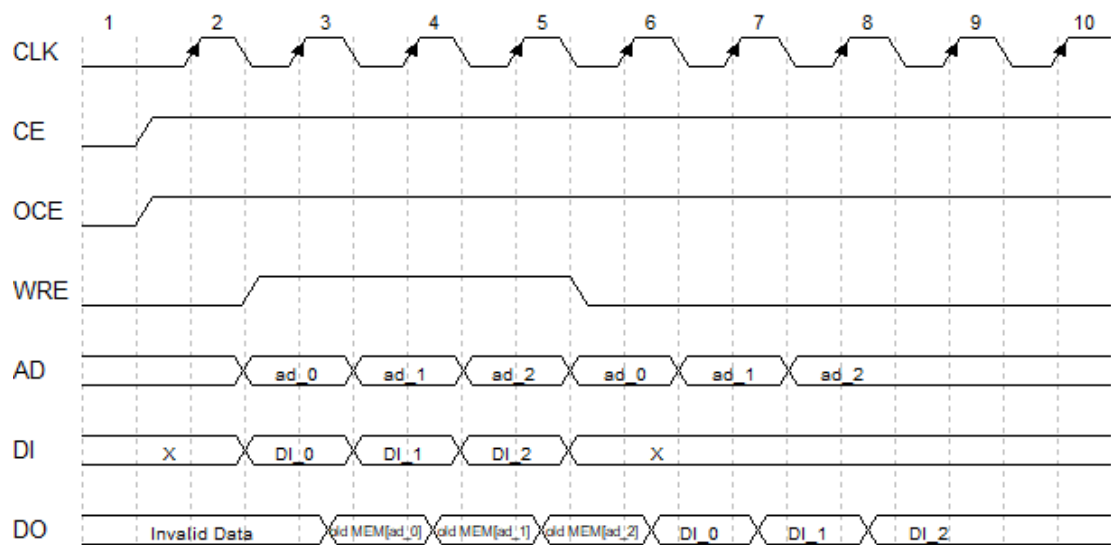 1 2 3 4 5 6 7 8 9 10
CLK
CE
OCE
WRE
AD ad_0 ad_1 ad_2 ad_0 ad_1 ad_2
DI X DI_0 DI_1 DI_2 X
DO Invalid Data old MEM[ad_0] old MEM[ad_1] old MEM[ad_2] DI_0 DI_1 DI_2